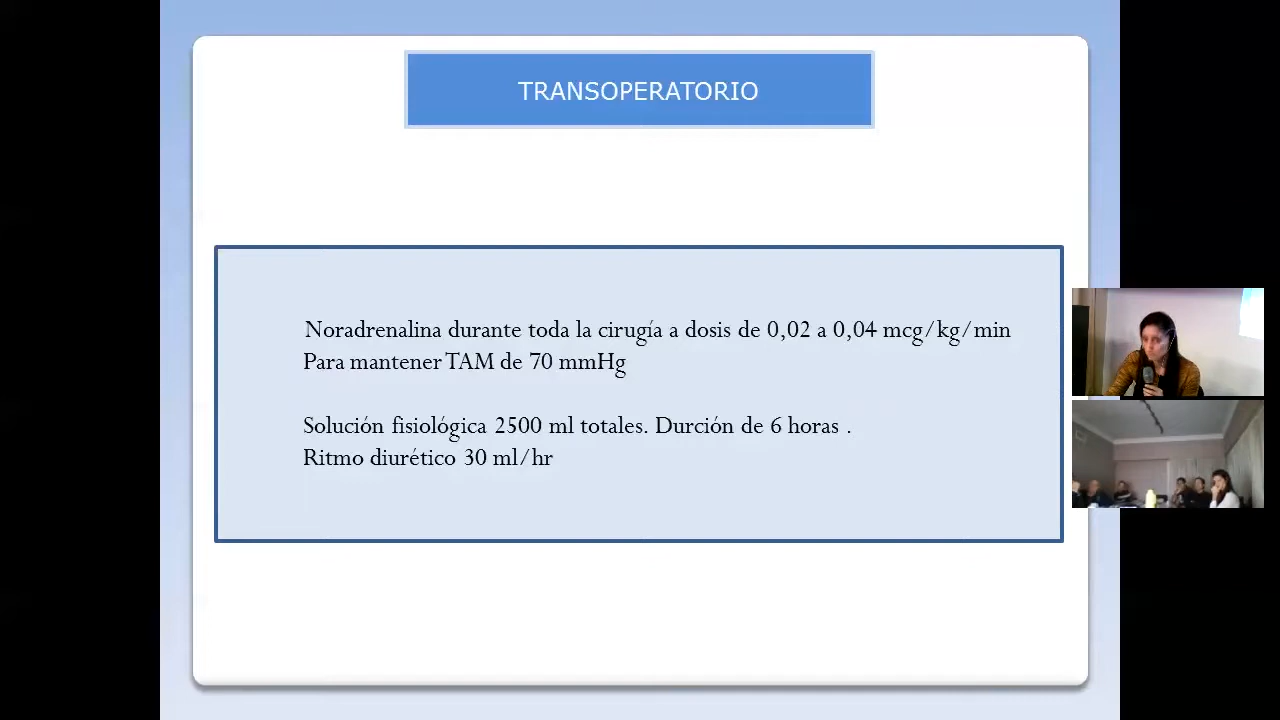 TRANSOPERATORIO
Noradrenalina durante toda la cirugía a dosis de 0,02 a 0,04 mcg/kg/min
Para mantener TAM de 70 mmHg
Solución fisiológica 2500 ml totales. Durción de 6 horas .
Ritmo diurético 30 ml/hr